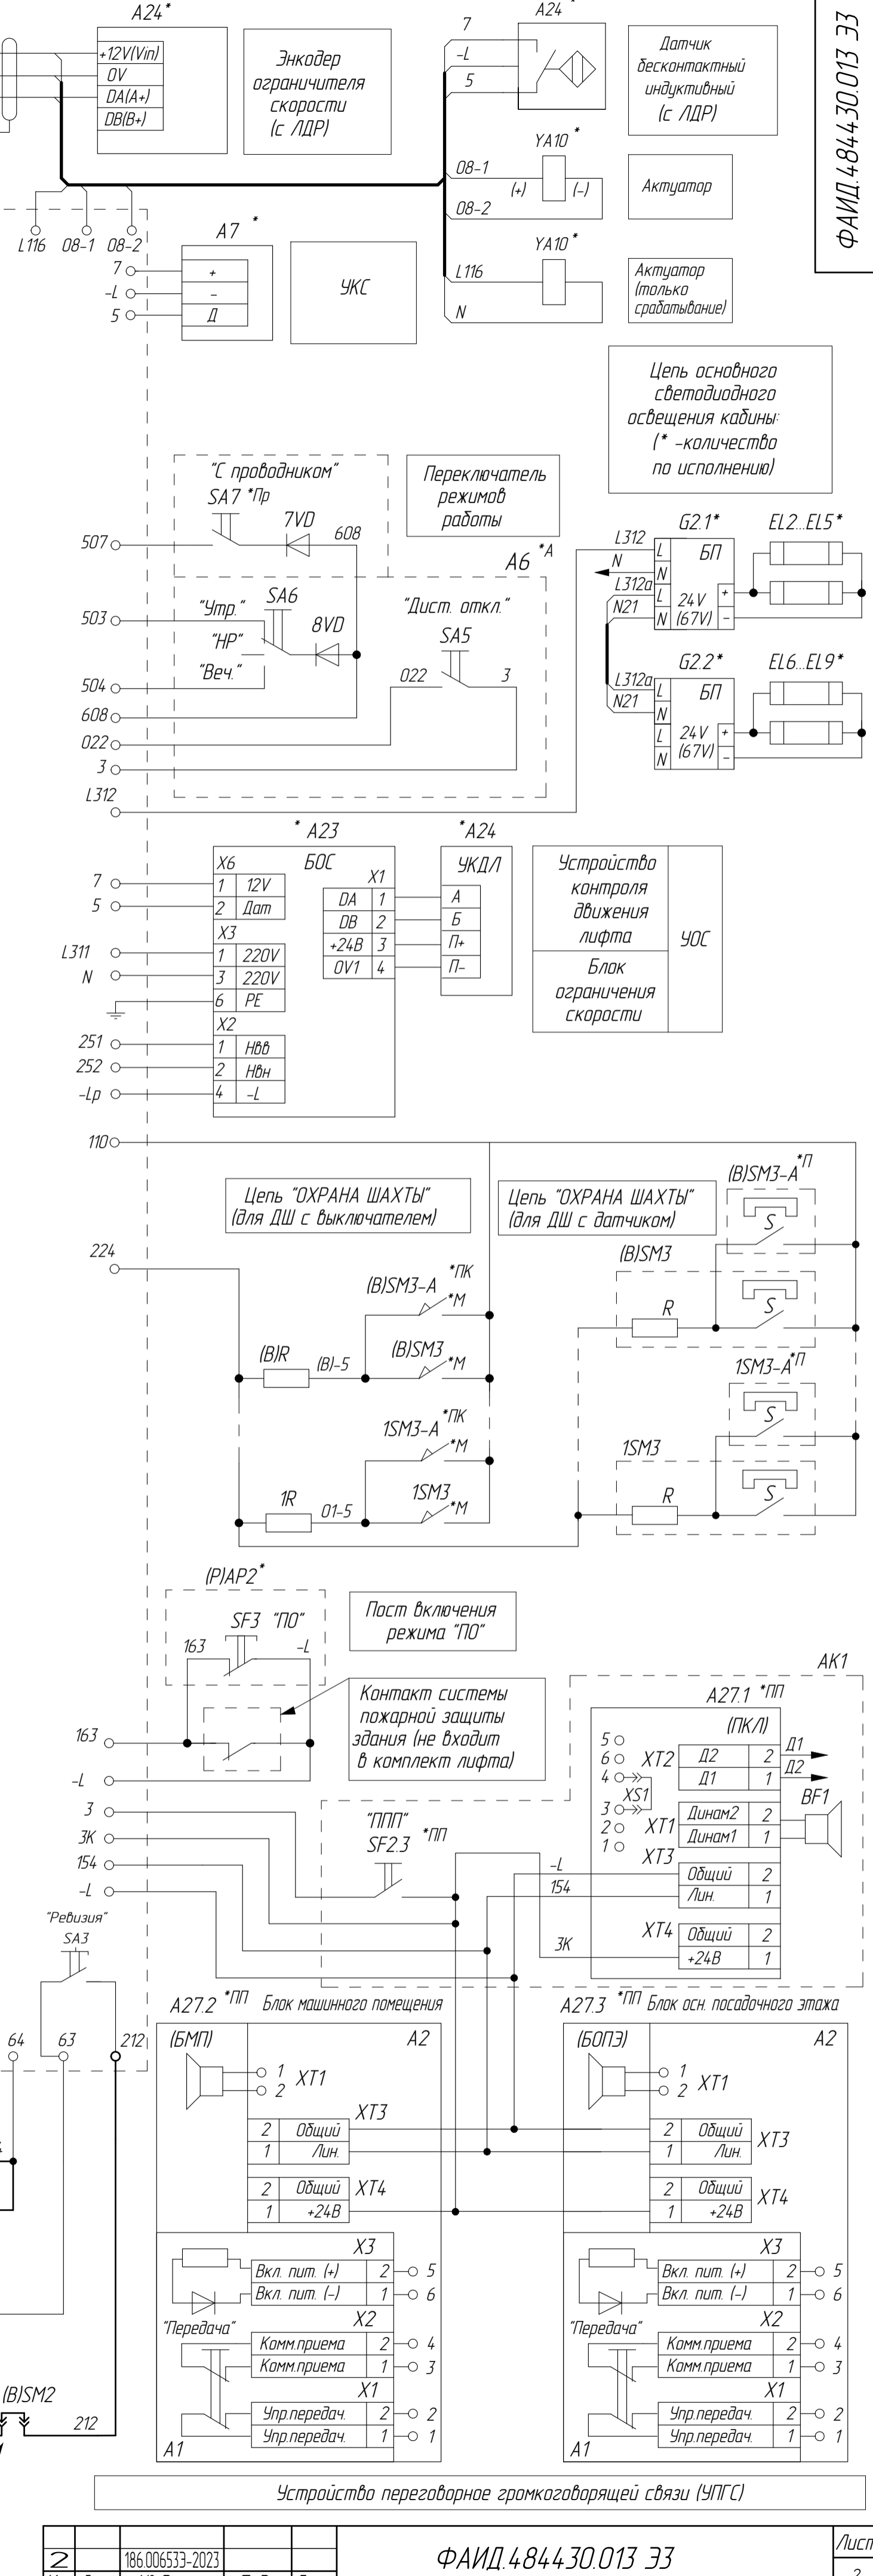 ФАИД.484430.013 ЭЗ
A24*
+12V(Vin)
0V
DA(A+)
DB(B+)
Энкодер
ограничителя
скорости
(с ЛДР)
7
-L
5
A24 *
Датчик
бесконтактный
индуктивный
(с ЛДР)
YA10 *
08-1
(+)
(-)
08-2
Актуатор
YA10 *
L116
N
Актуатор
(только
срабатывание)
L116
08-1
08-2
A7 *
7
+
-L
-
5
Д
УКС
Цепь основного
светодиодного
освещения кабины:
(* -количество
по исполнению)
"С проводником"
SA7 *Пр
7VD
608
507
Переключатель
режимов
работы
A6 *А
"Утр."
SA6
503
"НР"
8VD
"Веч."
504
608
"Дист. откл."
SA5
022
3
022
3
L312
G2.1*
EL2...EL5*
L312
L
БП
N
N
L312a
L
24V
+
N21
N
(67V)
-
G2.2*
EL6...EL9*
L312a
L
БП
N21
N
L
24V
+
N
(67V)
-
* A23
X6
БОС
X1
7
1
12V
5
2
Дат
X3
L311
1
220V
N
3
220V
6
PE
X2
251
1
Нвв
252
2
Нвн
-Lр
4
-L
DA
1
DB
2
+24В
3
0V1
4
*A24
УКДЛ
А
Б
П+
П-
Устройство
контроля
движения
лифта
Блок
ограничения
скорости
УОС
110
Цепь "ОХРАНА ШАХТЫ"
(для ДШ с выключателем)
Цепь "ОХРАНА ШАХТЫ"
(для ДШ с датчиком)
224
(В)SM3-A *ПК
*М
(В)R
(В)-5
(В)SM3
*М
1SM3-A *ПК
*М
1R
01-5
1SM3
*М
(В)SM3-A *П
S
(В)SM3
R
S
1SM3-A *П
S
1SM3
R
S
(Р)AP2 *
SF3 "ПО"
163
-L
Пост включения
режима "ПО"
Контакт системы
пожарной защиты
здания (не входит
в комплект лифта)
163
-L
3
3К
154
-L
"ППП"
SF2.3 *ПП
-L
154
3К
АК1
A27.1 *ПП
(ПКЛ)
5
6
4
XS1
3
2
1
XT2
Д2
2
Д1
Д1
1
Д2
XT1
Динам2
2
Динам1
1
BF1
XT3
Общий
2
Лин.
1
XT4
Общий
2
+24В
1
"Ревизия"
SA3
64
63
212
(В)SM2
212
A27.2 *ПП Блок машинного помещения
(БМП)
A2
1
2
XT1
XT3
2
Общий
1
Лин.
2
Общий
XT4
1
+24В
X3
Вкл. пит. (+)
2
5
Вкл. пит. (-)
1
6
"Передача"
X2
Комм.приема
2
4
Комм.приема
1
3
X1
Упр.передач.
2
2
Упр.передач.
1
1
A1
A27.3 *ПП Блок осн. посадочного этажа
(БОПЭ)
A2
1
2
XT1
2
Общий
XT3
1
Лин.
2
Общий
XT4
1
+24В
X3
Вкл. пит. (+)
2
5
Вкл. пит. (-)
1
6
"Передача"
X2
Комм.приема
2
4
Комм.приема
1
3
X1
Упр.передач.
2
2
Упр.передач.
1
1
A1
Устройство переговорное громкоговорящей связи (УПГС)
2
186.006533-2023
ФАИД.484430.013 ЭЗ
Лист